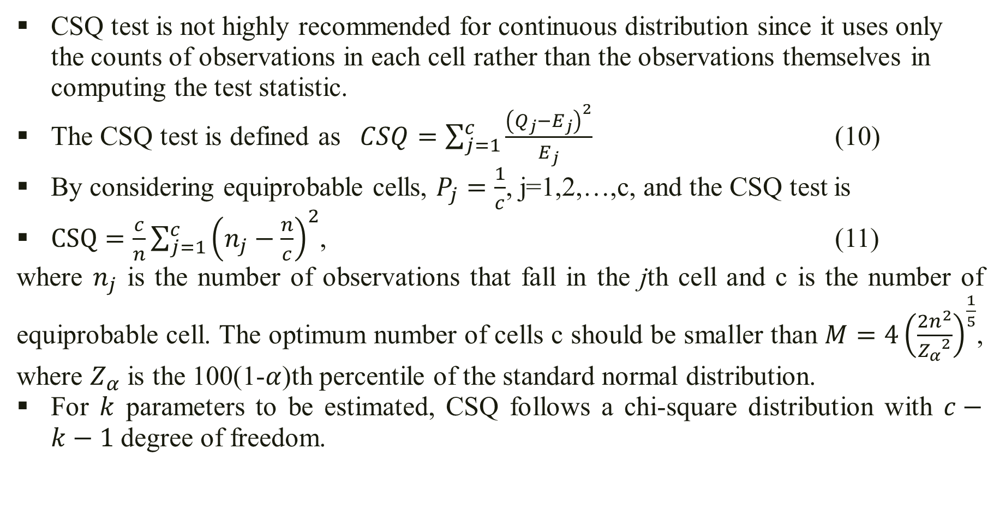 ▪ CSQ test is not highly recommended for continuous distribution since it uses only
the counts of observations in each cell rather than the observations themselves in
computing the test statistic.
▪ The CSQ test is defined as $CSQ = \sum_{j=1}^{c} \frac{(Q_j - E_j)^2}{E_j}$ (10)
▪ By considering equiprobable cells, $P_j = \frac{1}{c}$, j=1,2,…,c, and the CSQ test is
▪ $\mathrm{CSQ} = \frac{c}{n} \sum_{j=1}^{c} \left(n_j - \frac{n}{c}\right)^2$, (11)
where $n_j$ is the number of observations that fall in the jth cell and c is the number of
equiprobable cell. The optimum number of cells c should be smaller than $M = 4\left(\frac{2n^2}{Z_\alpha{}^2}\right)^{\frac{1}{5}}$,
where $Z_\alpha$ is the 100(1-$\alpha$)th percentile of the standard normal distribution.
▪ For $k$ parameters to be estimated, CSQ follows a chi-square distribution with $c -$
$k - 1$ degree of freedom.